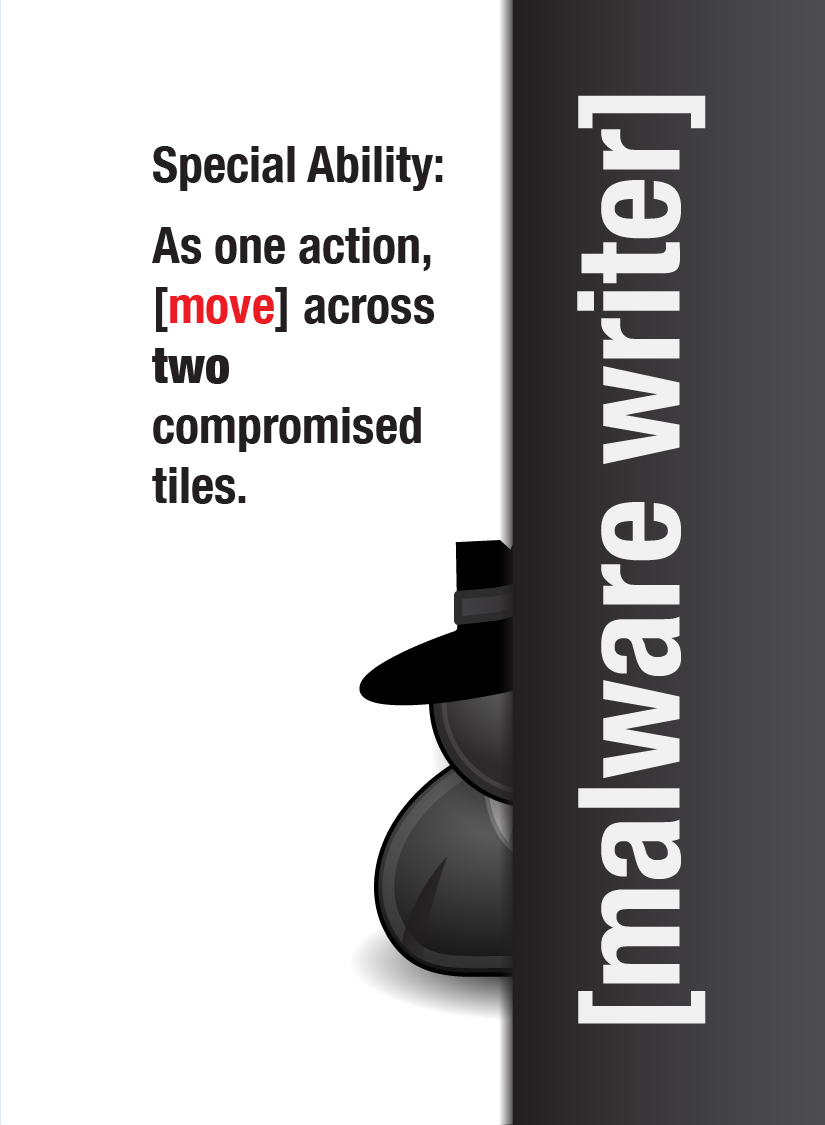 Special Ability:
As one action,
[move] across
two
compromised
tiles.
[malware writer]